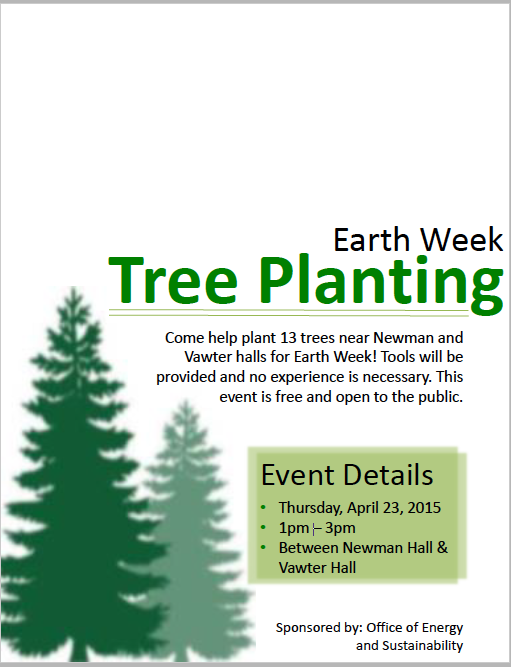 Earth Week
Tree Planting
Come help plant 13 trees near Newman and
Vawter halls for Earth Week! Tools will be
provided and no experience is necessary. This
event is free and open to the public.
Event Details
• Thursday, April 23, 2015
• 1pm – 3pm
• Between Newman Hall &
Vawter Hall
Sponsored by: Office of Energy
and Sustainability